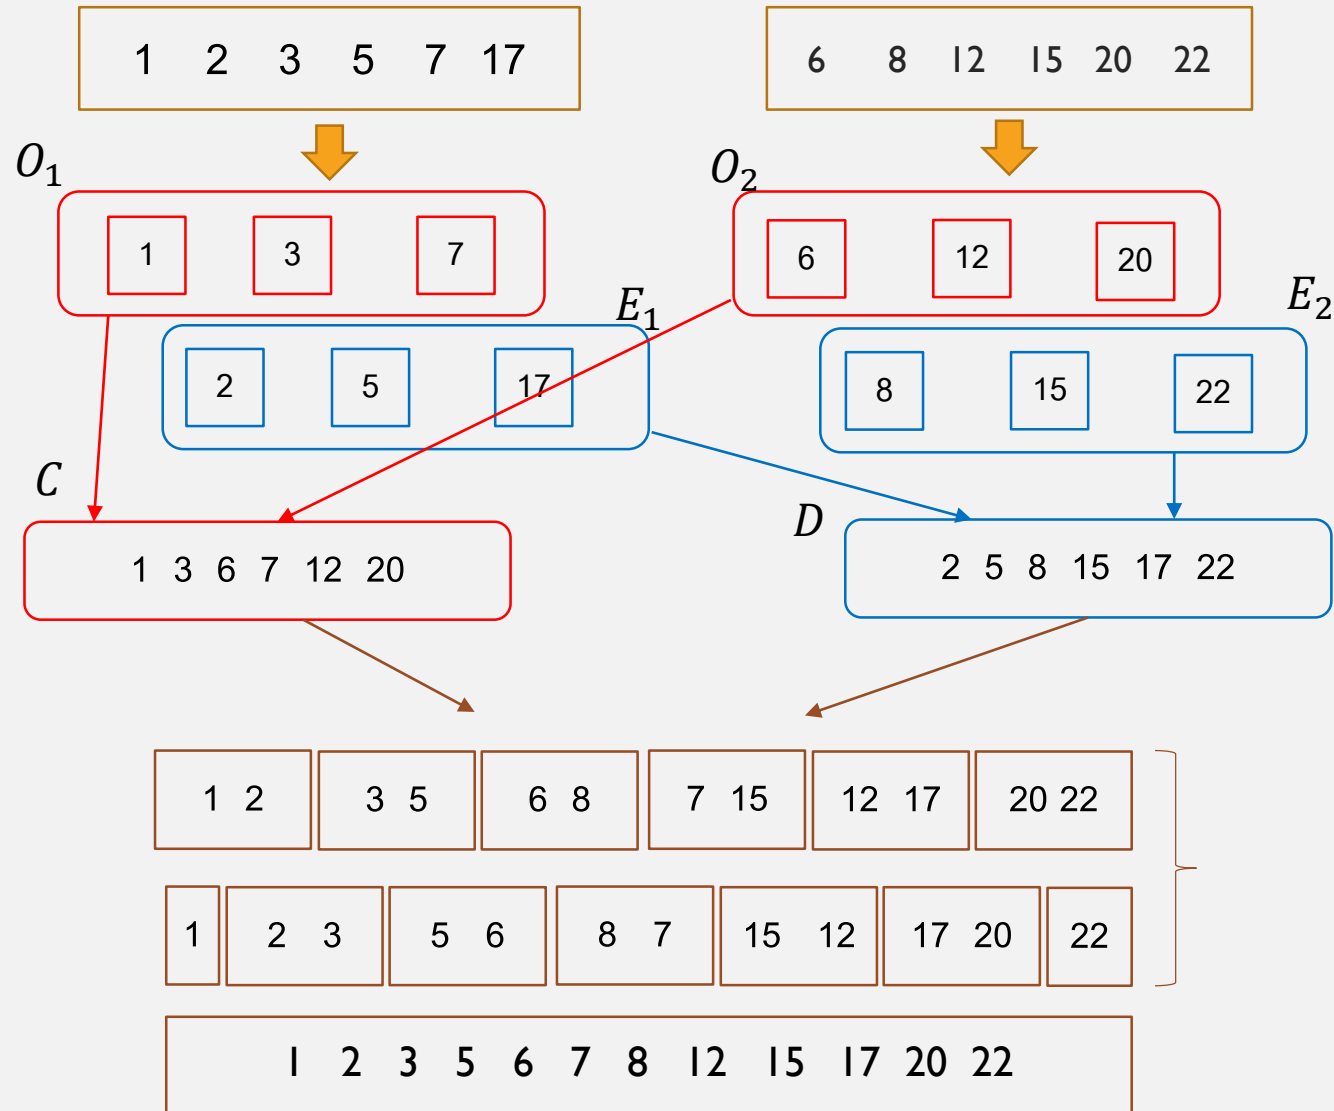 1 2 3 5 7 17
6 8 12 15 20 22
O₁
O₂
1 3 7
6 12 20
E₁
E₂
2 5 17
8 15 22
C
D
1 3 6 7 12 20
2 5 8 15 17 22
1 2 3 5 6 8 7 15 12 17 20 22
1 2 3 5 6 8 7 15 12 17 20 22
1 2 3 5 6 7 8 12 15 17 20 22